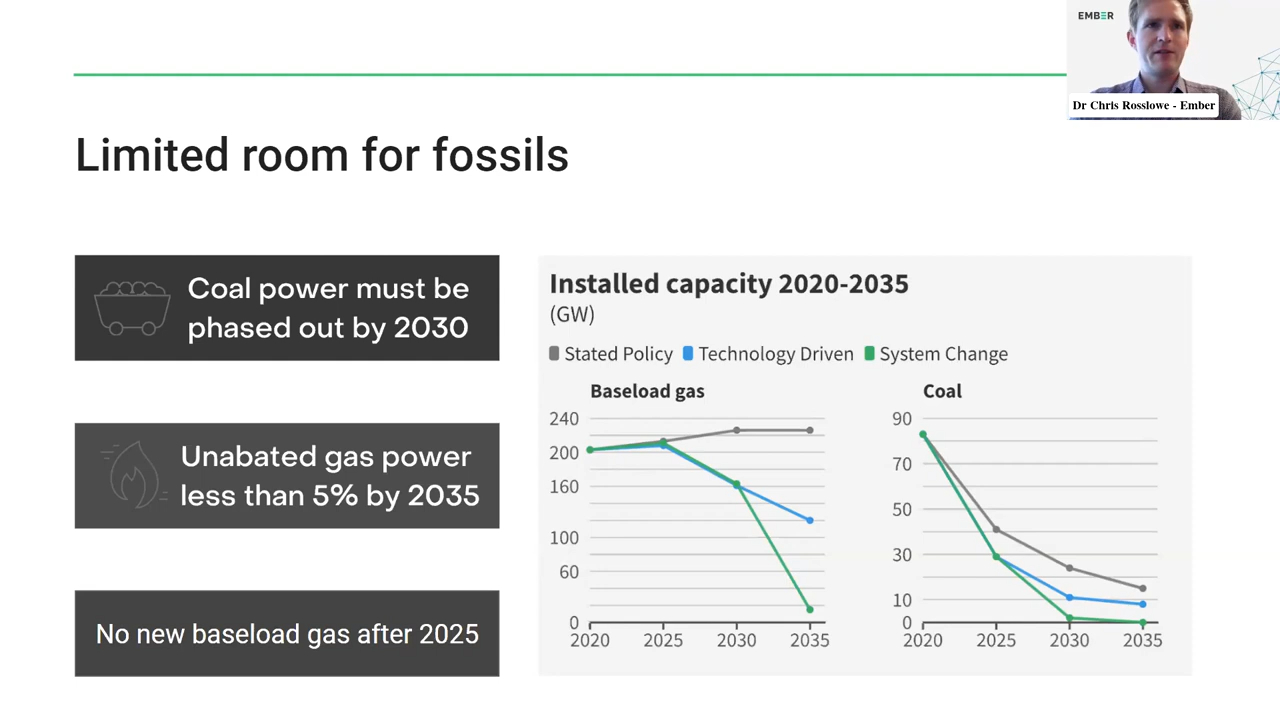 EMBER
Dr Chris Rosslowe - Ember
Limited room for fossils
Coal power must be
phased out by 2030
Unabated gas power
less than 5% by 2035
No new baseload gas after 2025
Installed capacity 2020-2035
(GW)
Stated Policy Technology Driven System Change
Baseload gas
240
200
160
100
60
0
2020 2025 2030 2035
Coal
90
70
50
30
10
0
2020 2025 2030 2035